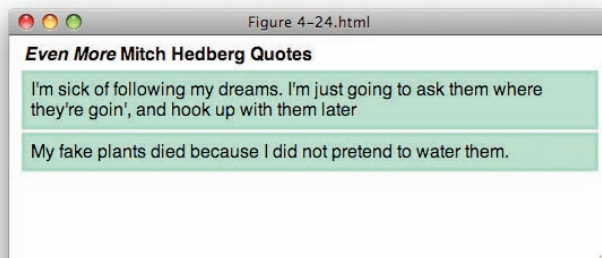 Figure 4-24.html
Even More Mitch Hedberg Quotes
I'm sick of following my dreams. I'm just going to ask them where
they're goin', and hook up with them later
My fake plants died because I did not pretend to water them.